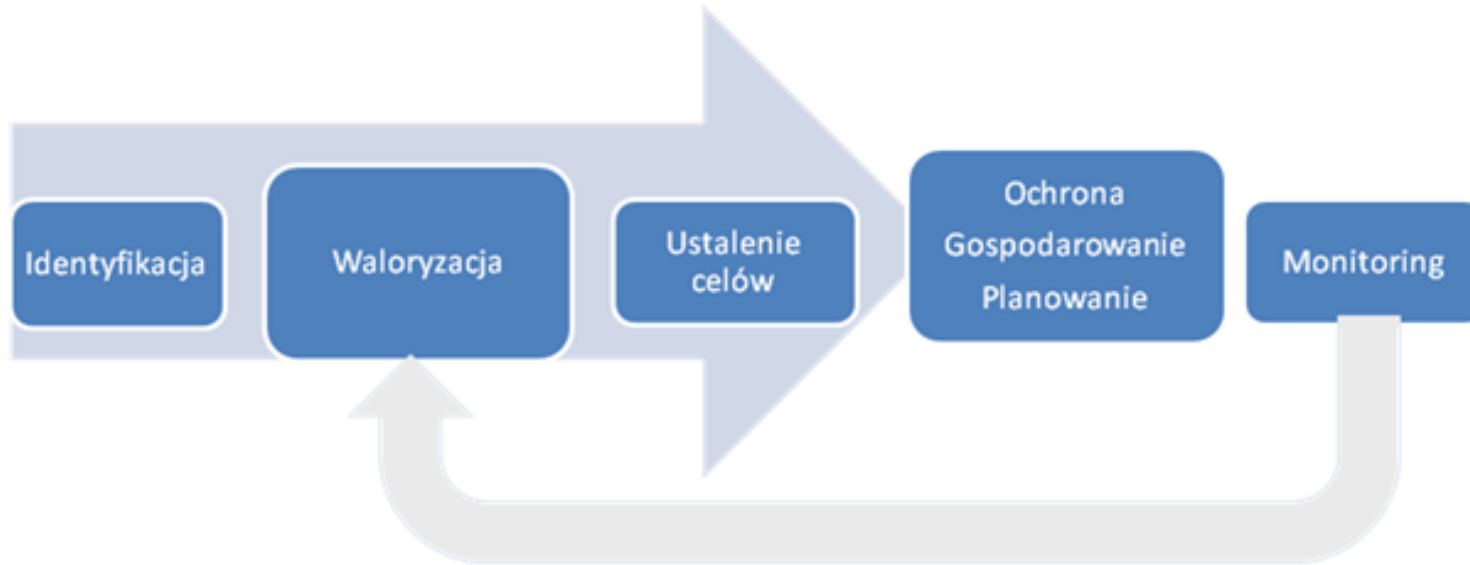 Identyfikacja
Waloryzacja
Ustalenie
celów
Ochrona
Gospodarowanie
Planowanie
Monitoring